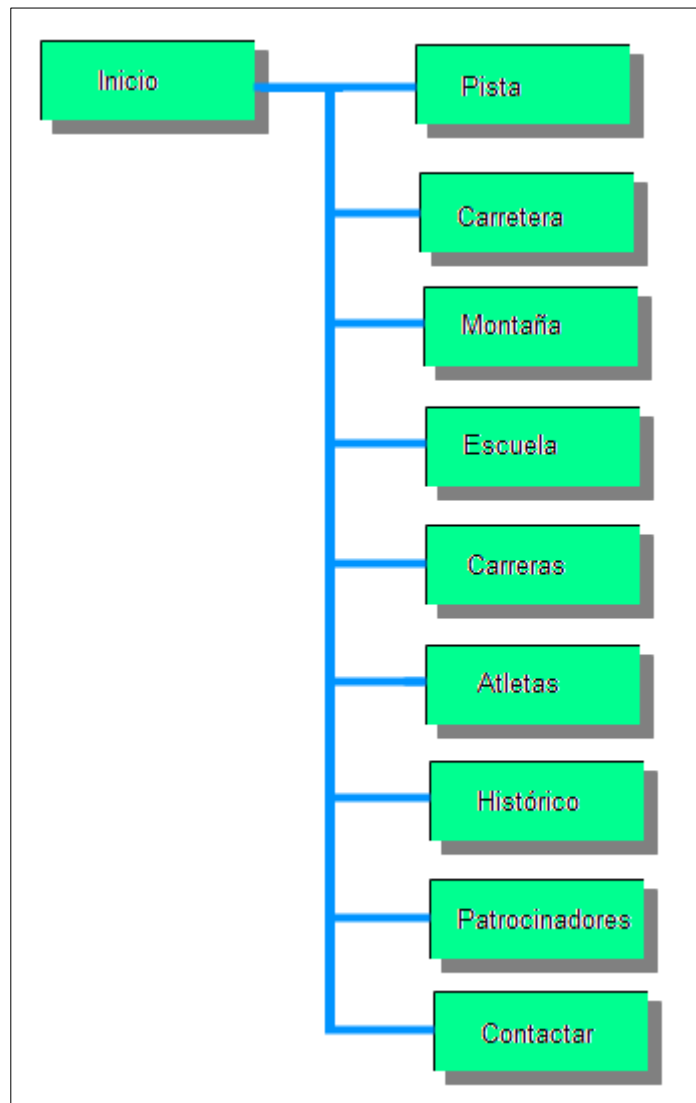 Inicio
Pista
Carretera
Montaña
Escuela
Carreras
Atletas
Histórico
Patrocinadores
Contactar